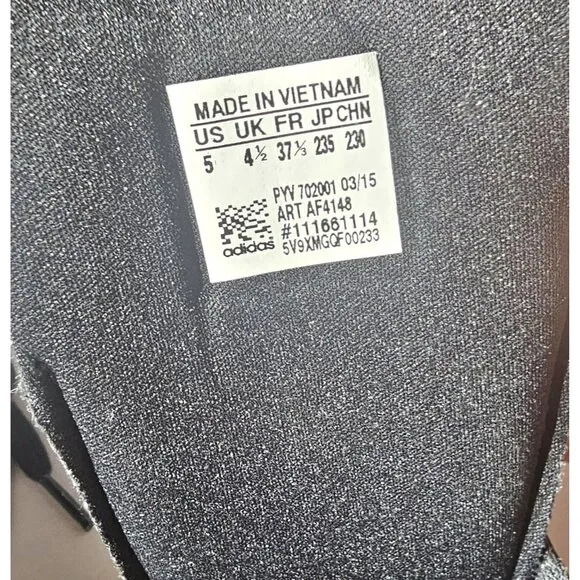 MADE IN VIETNAM
US UK FR JP CHN
5 4½ 37⅓ 235 230
PYV 702001 03/15
ART AF4148
#111661114
adidas 5V9XMGQF00233